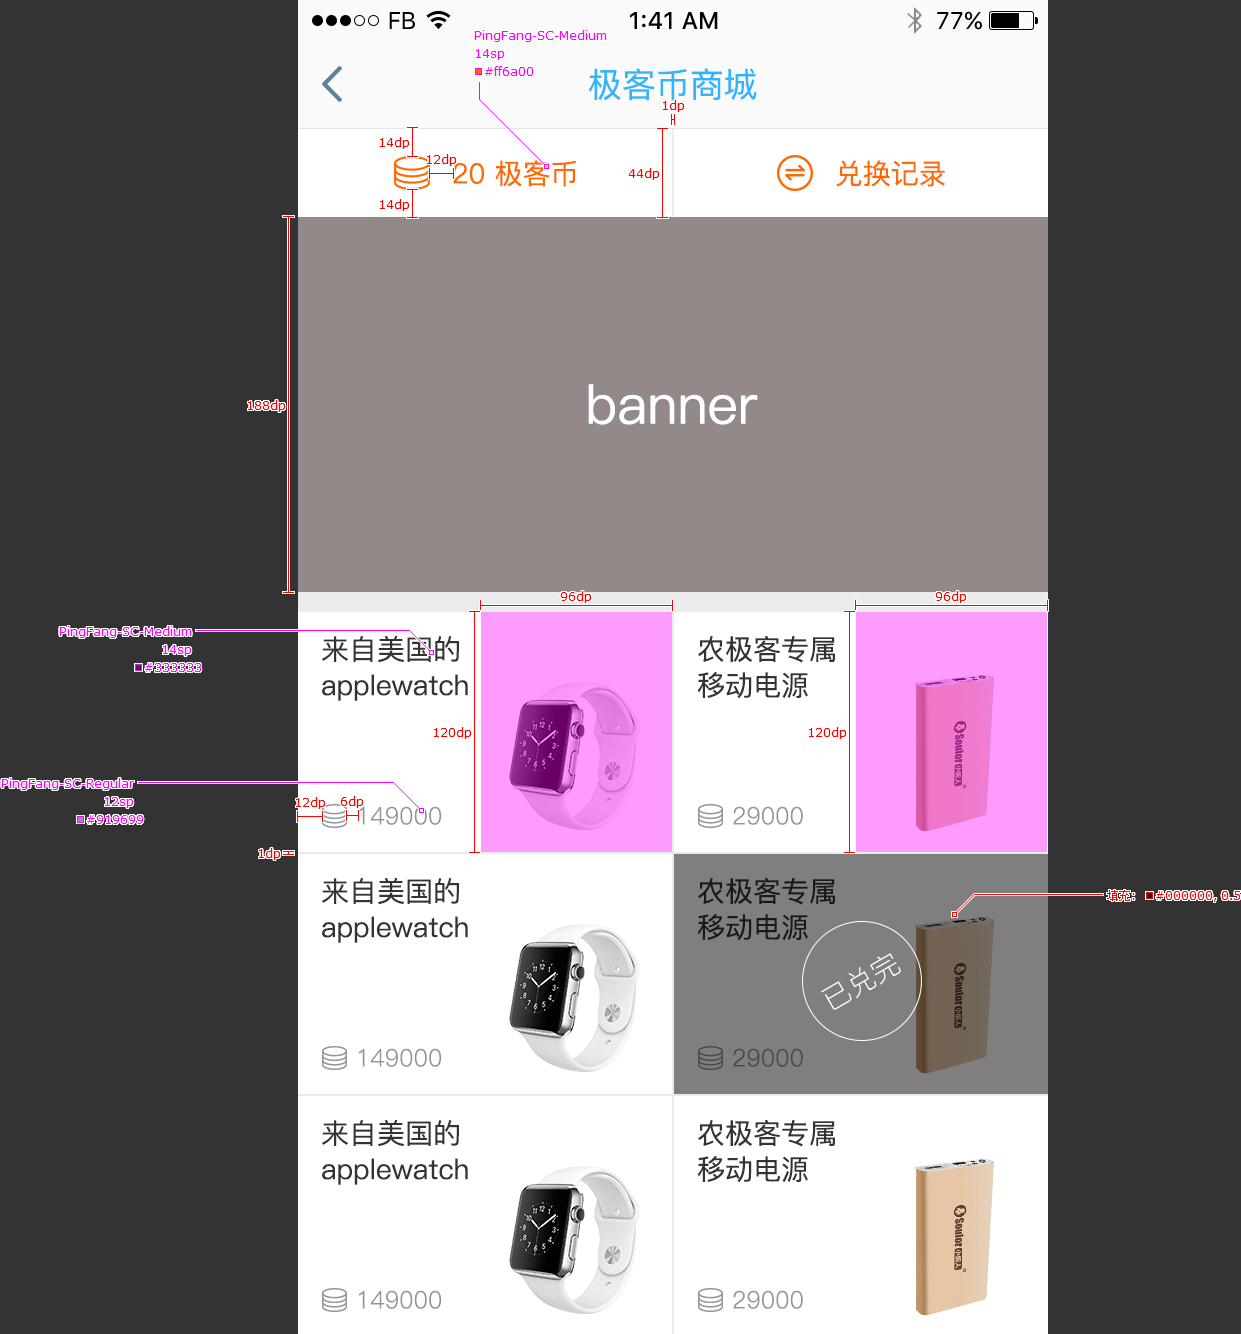 FB
1:41 AM
77%
PingFang-SC-Medium
14sp
#ff6a00
极客币商城
1dp
14dp
12dp
20 极客币
44dp
兑换记录
14dp
188dp
banner
96dp
96dp
PingFang-SC-Medium
14sp
#333333
来自美国的
applewatch
120dp
农极客专属
移动电源
120dp
PingFang-SC-Regular
12sp
#919699
12dp
6dp
149000
29000
1dp
来自美国的
applewatch
149000
农极客专属
移动电源
已兑完
29000
填充: #000000, 0.5
来自美国的
applewatch
149000
农极客专属
移动电源
29000